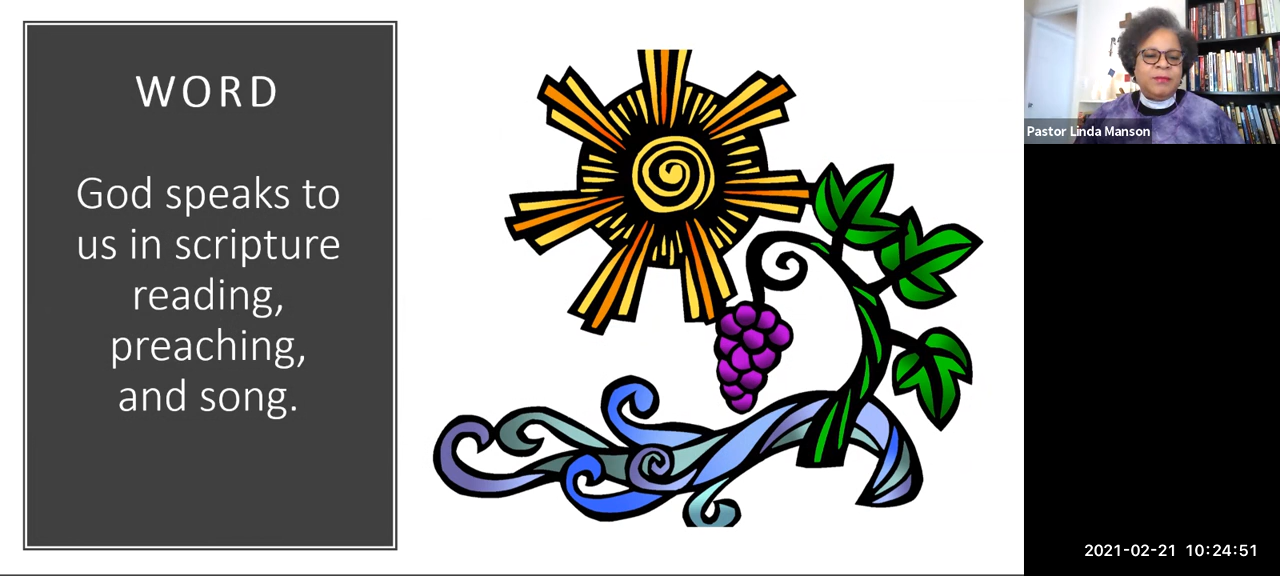 WORD
God speaks to
us in scripture
reading,
preaching,
and song.
Pastor Linda Manson
2021-02-21 10:24:51